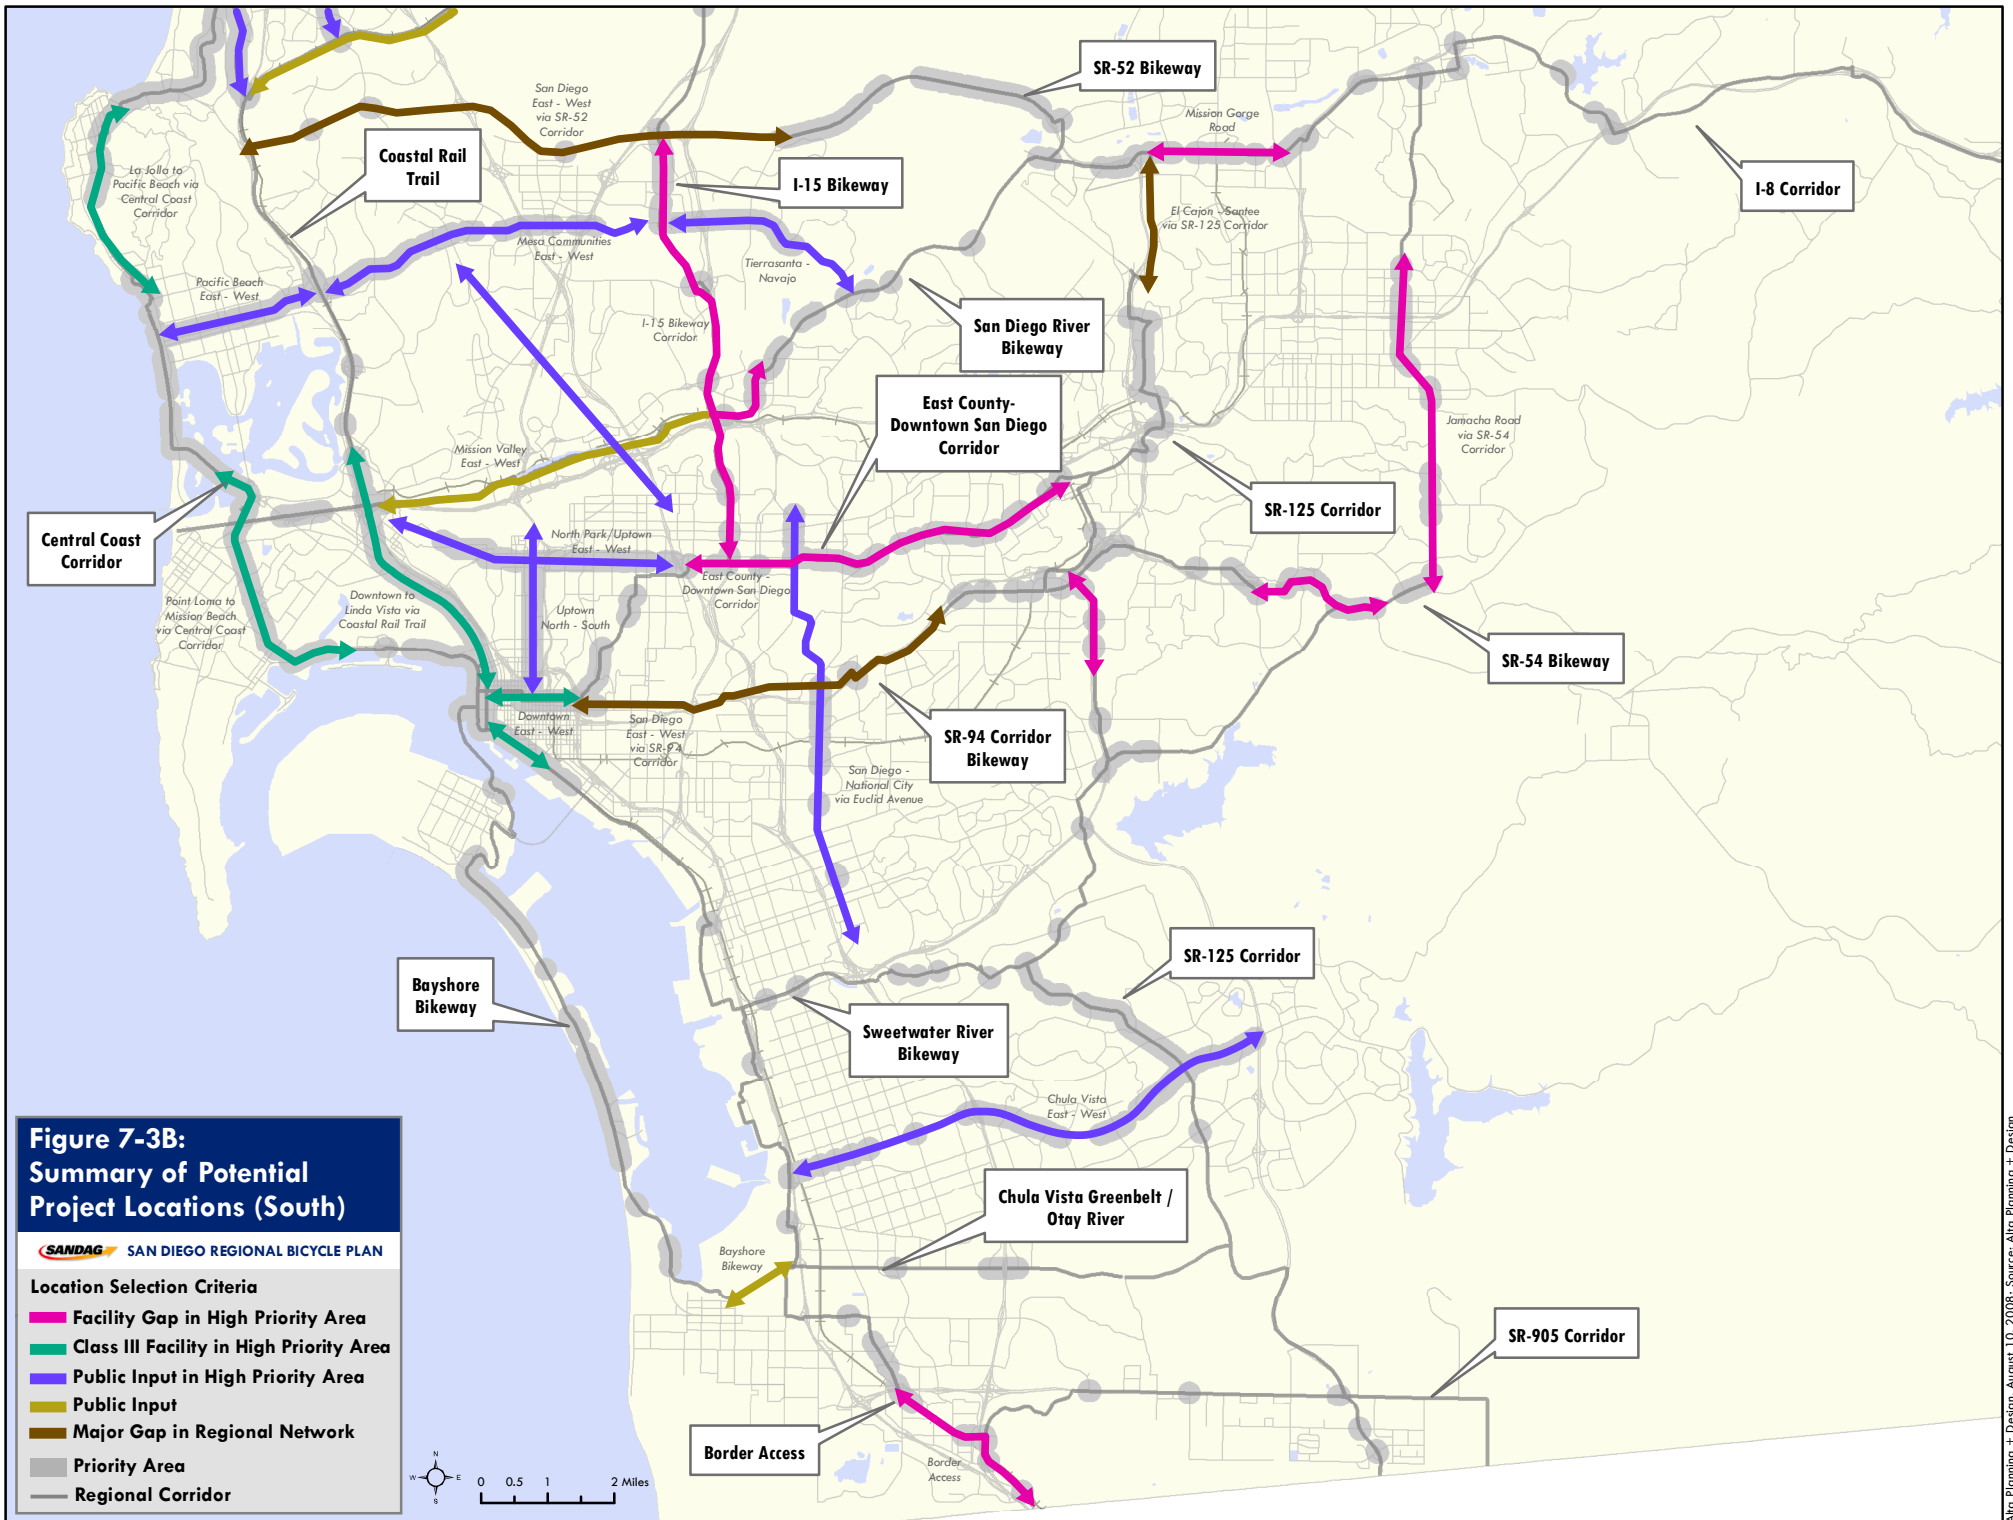 SR-52 Bikeway
San Diego
East - West
via SR-52
Corridor
Mission Gorge
Road
Coastal Rail
Trail
I-15 Bikeway
I-8 Corridor
La Jolla to
Pacific Beach via
Central Coast
Corridor
El Cajon - Santee
via SR-125 Corridor
Mesa Communities
East - West
Tierrasanta -
Navajo
Pacific Beach
East - West
I-15 Bikeway
Corridor
San Diego River
Bikeway
East County-
Downtown San Diego
Corridor
Jamacha Road
via SR-54
Corridor
Mission Valley
East - West
SR-125 Corridor
Central Coast
Corridor
North Park/Uptown
East - West
East County -
Downtown San Diego
Corridor
Point Loma to
Mission Beach
via Central Coast
Corridor
Downtown to
Linda Vista via
Coastal Rail Trail
Uptown
North - South
SR-54 Bikeway
Downtown
East - West
San Diego
East - West
via SR-94
Corridor
SR-94 Corridor
Bikeway
San Diego -
National City
via Euclid Avenue
SR-125 Corridor
Bayshore
Bikeway
Sweetwater River
Bikeway
Chula Vista
East - West
Chula Vista Greenbelt /
Otay River
Bayshore
Bikeway
SR-905 Corridor
Border Access
Border
Access
Figure 7-3B:
Summary of Potential
Project Locations (South)
SANDAG SAN DIEGO REGIONAL BICYCLE PLAN
Location Selection Criteria
Facility Gap in High Priority Area
Class III Facility in High Priority Area
Public Input in High Priority Area
Public Input
Major Gap in Regional Network
Priority Area
Regional Corridor
N
W E
S
0 0.5 1 2 Miles
Alta Planning + Design, August 10, 2008; Source: Alta Planning + Design